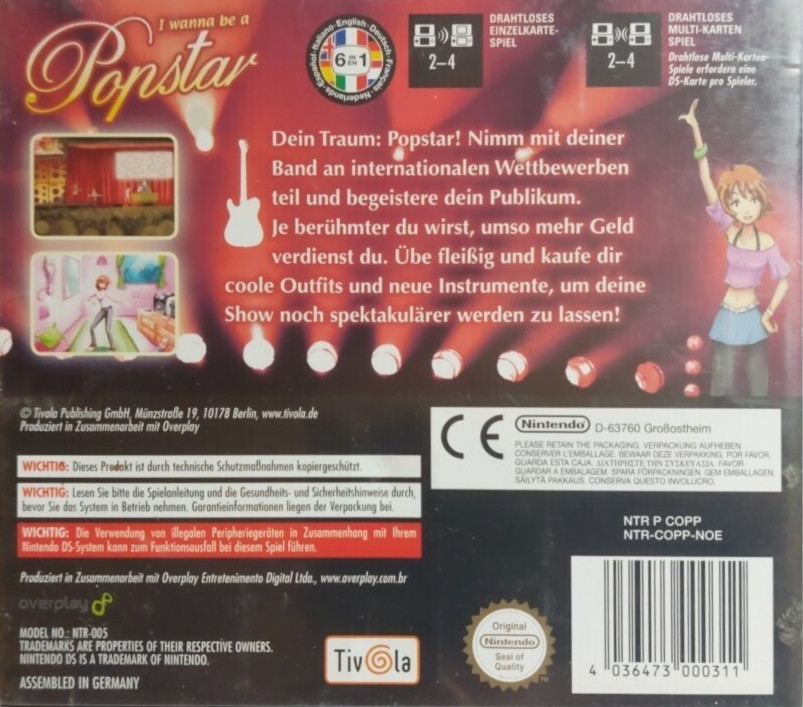 I wanna be a
Popstar
Italiano-English-Deutsch-Français-Nederlands-Español
6 IN 1
EN
DRAHTLOSES
EINZELKARTE-
SPIEL
2–4
DRAHTLOSES
MULTI-KARTEN
SPIEL
2–4
Drahtlose Multi-Karten-
Spiele erfordern eine
DS-Karte pro Spieler.
Dein Traum: Popstar! Nimm mit deiner
Band an internationalen Wettbewerben
teil und begeistere dein Publikum.
Je berühmter du wirst, umso mehr Geld
verdienst du. Übe fleißig und kaufe dir
coole Outfits und neue Instrumente, um deine
Show noch spektakulärer werden zu lassen!
© Tivola Publishing GmbH, Münzstraße 19, 10178 Berlin, www.tivola.de
Produziert in Zusammenarbeit mit Overplay
WICHTIG: Dieses Produkt ist durch technische Schutzmaßnahmen kopiergeschützt.
WICHTIG: Lesen Sie bitte die Spielanleitung und die Gesundheits- und Sicherheitshinweise durch,
bevor Sie das System in Betrieb nehmen. Garantieinformationen liegen der Verpackung bei.
WICHTIG: Die Verwendung von illegalen Peripheriegeräten in Zusammenhang mit Ihrem
Nintendo DS-System kann zum Funktionsausfall bei diesem Spiel führen.
Produziert in Zusammenarbeit mit Overplay Entretenimento Digital Ltda., www.overplay.com.br
overplay
MODEL NO.: NTR-005
TRADEMARKS ARE PROPERTIES OF THEIR RESPECTIVE OWNERS.
NINTENDO DS IS A TRADEMARK OF NINTENDO.
ASSEMBLED IN GERMANY
Tivola
CE Nintendo D-63760 Großostheim
PLEASE RETAIN THE PACKAGING. VERPACKUNG AUFHEBEN.
CONSERVER L'EMBALLAGE. BEWAAR DEZE VERPAKKING. POR FAVOR,
GUARDA ESTA CAJA. ΔΙΑΤΗΡΗΣΤΕ ΤΗΝ ΣΥΣΚΕΥΑΣΙΑ. FAVOR
GUARDAR A EMBALAGEM. SPARA FÖRPACKNINGEN. GEM EMBALLAGEN.
SÄILYTÄ PAKKAUS. CONSERVA QUESTO INVOLUCRO.
NTR P COPP
NTR-COPP-NOE
Original
Nintendo
Seal of
Quality
4 036473 000311